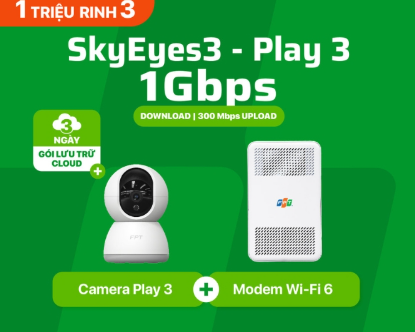 1 TRIỆU RINH 3
SkyEyes3 - Play 3
1Gbps
DOWNLOAD | 300 Mbps UPLOAD
3
NGÀY
GÓI LƯU TRỮ
CLOUD
+
FPT
FPT
Camera Play 3 + Modem Wi-Fi 6